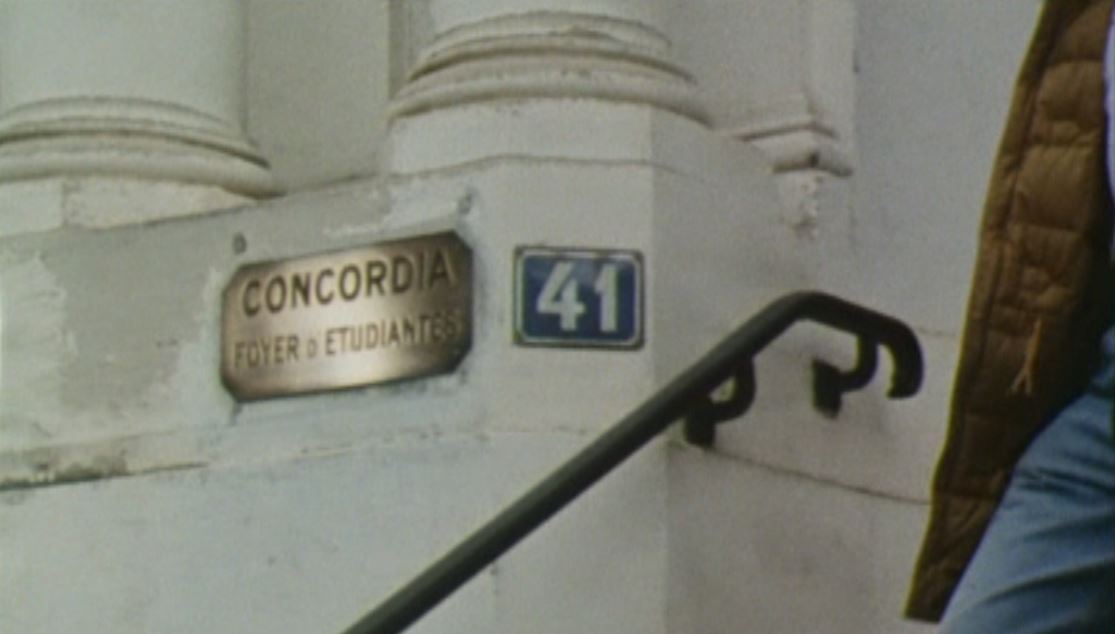 CONCORDIA
FOYER D ETUDIANTES
41